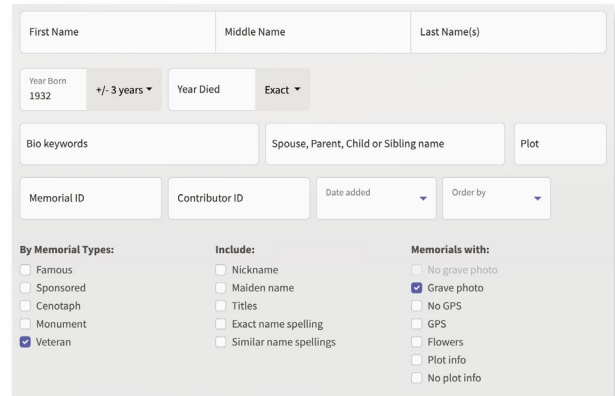 First Name Middle Name Last Name(s)
Year Born
1932 +/- 3 years Year Died Exact
Bio keywords Spouse, Parent, Child or Sibling name Plot
Memorial ID Contributor ID Date added Order by
By Memorial Types: Include: Memorials with:
Famous Nickname No grave photo
Sponsored Maiden name Grave photo
Cenotaph Titles No GPS
Monument Exact name spelling GPS
Veteran Similar name spellings Flowers
Plot info
No plot info